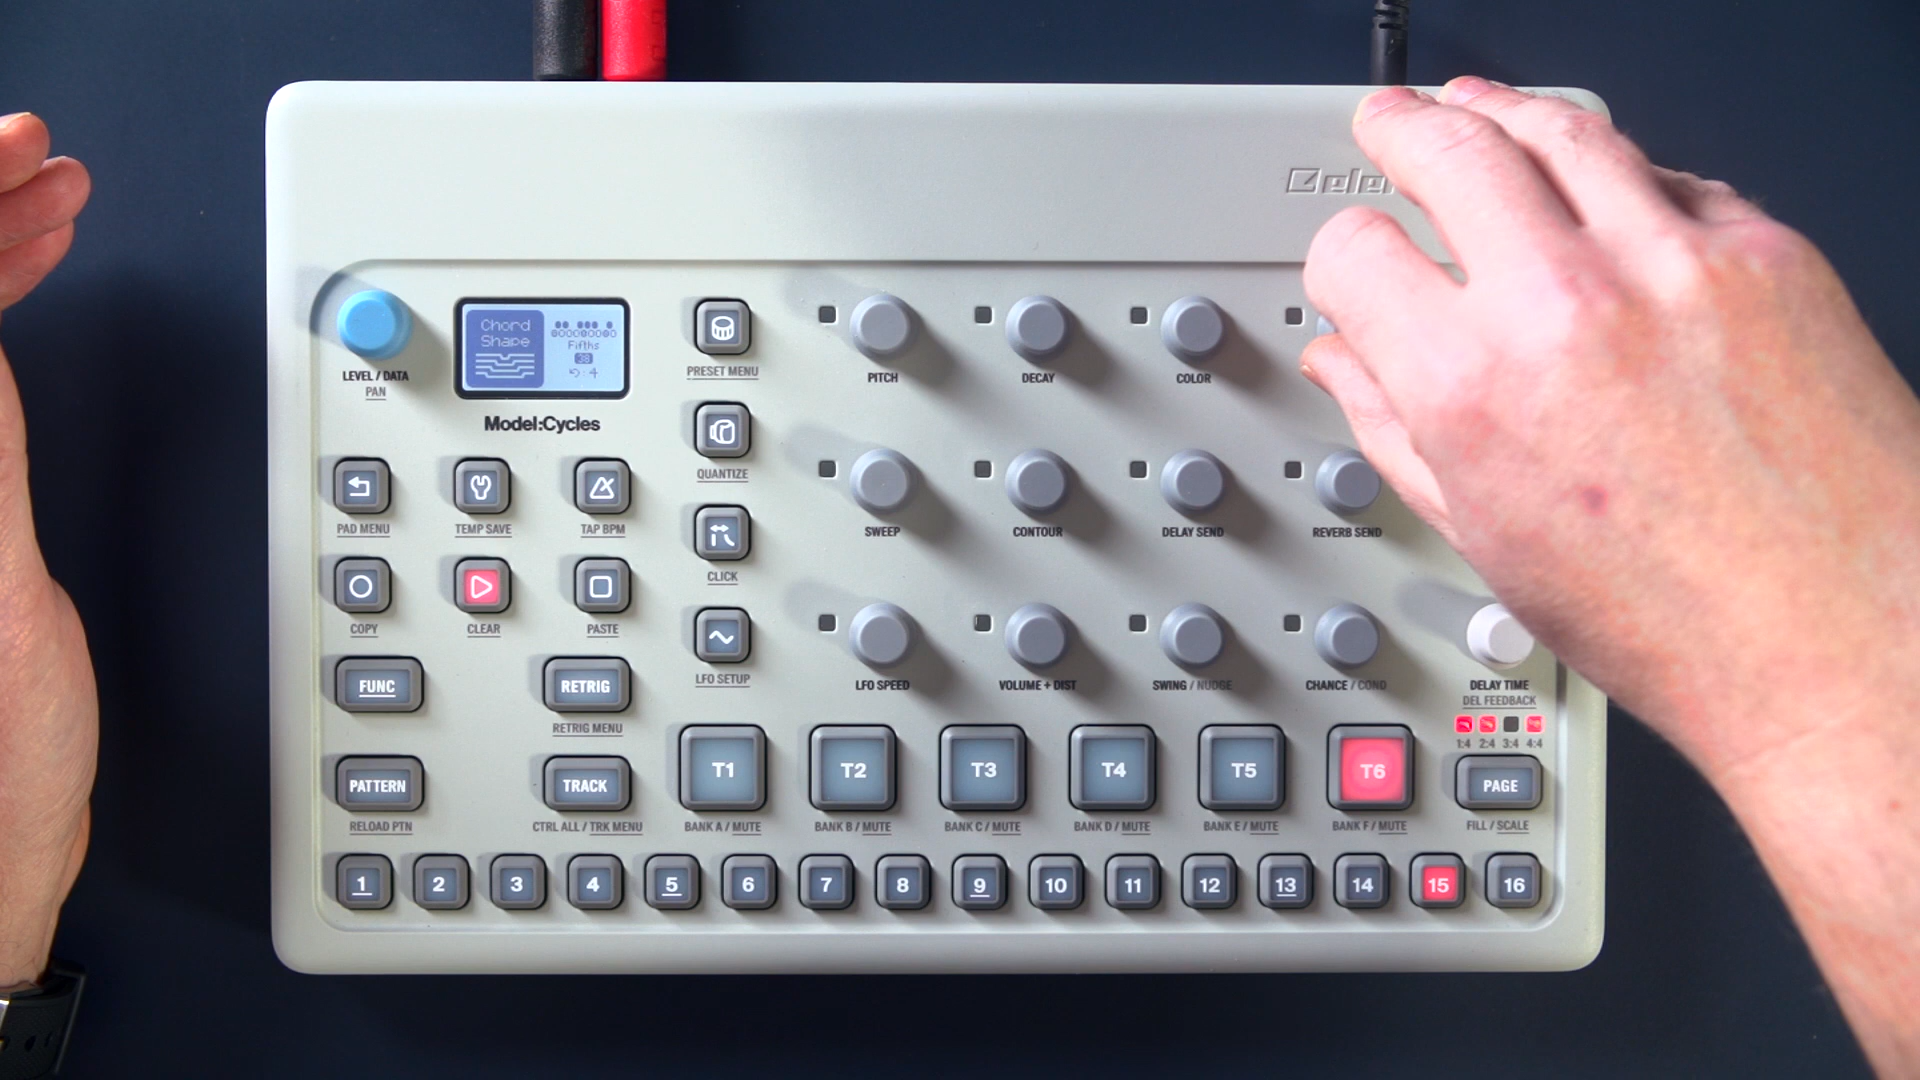 LEVEL / DATA
PAN
Chord
Shape
Fifths
38
4
Model:Cycles
PRESET MENU
PITCH
DECAY
COLOR
QUANTIZE
SWEEP
CONTOUR
DELAY SEND
REVERB SEND
PAD MENU
TEMP SAVE
TAP BPM
CLICK
COPY
CLEAR
PASTE
LFO SETUP
LFO SPEED
VOLUME + DIST
SWING / NUDGE
CHANCE / COND
DELAY TIME
DEL FEEDBACK
FUNC
RETRIG
RETRIG MENU
1:4 2:4 3:4 4:4
PATTERN
TRACK
T1
T2
T3
T4
T5
T6
PAGE
RELOAD PTN
CTRL ALL / TRK MENU
BANK A / MUTE
BANK B / MUTE
BANK C / MUTE
BANK D / MUTE
BANK E / MUTE
BANK F / MUTE
FILL / SCALE
1 2 3 4 5 6 7 8 9 10 11 12 13 14 15 16